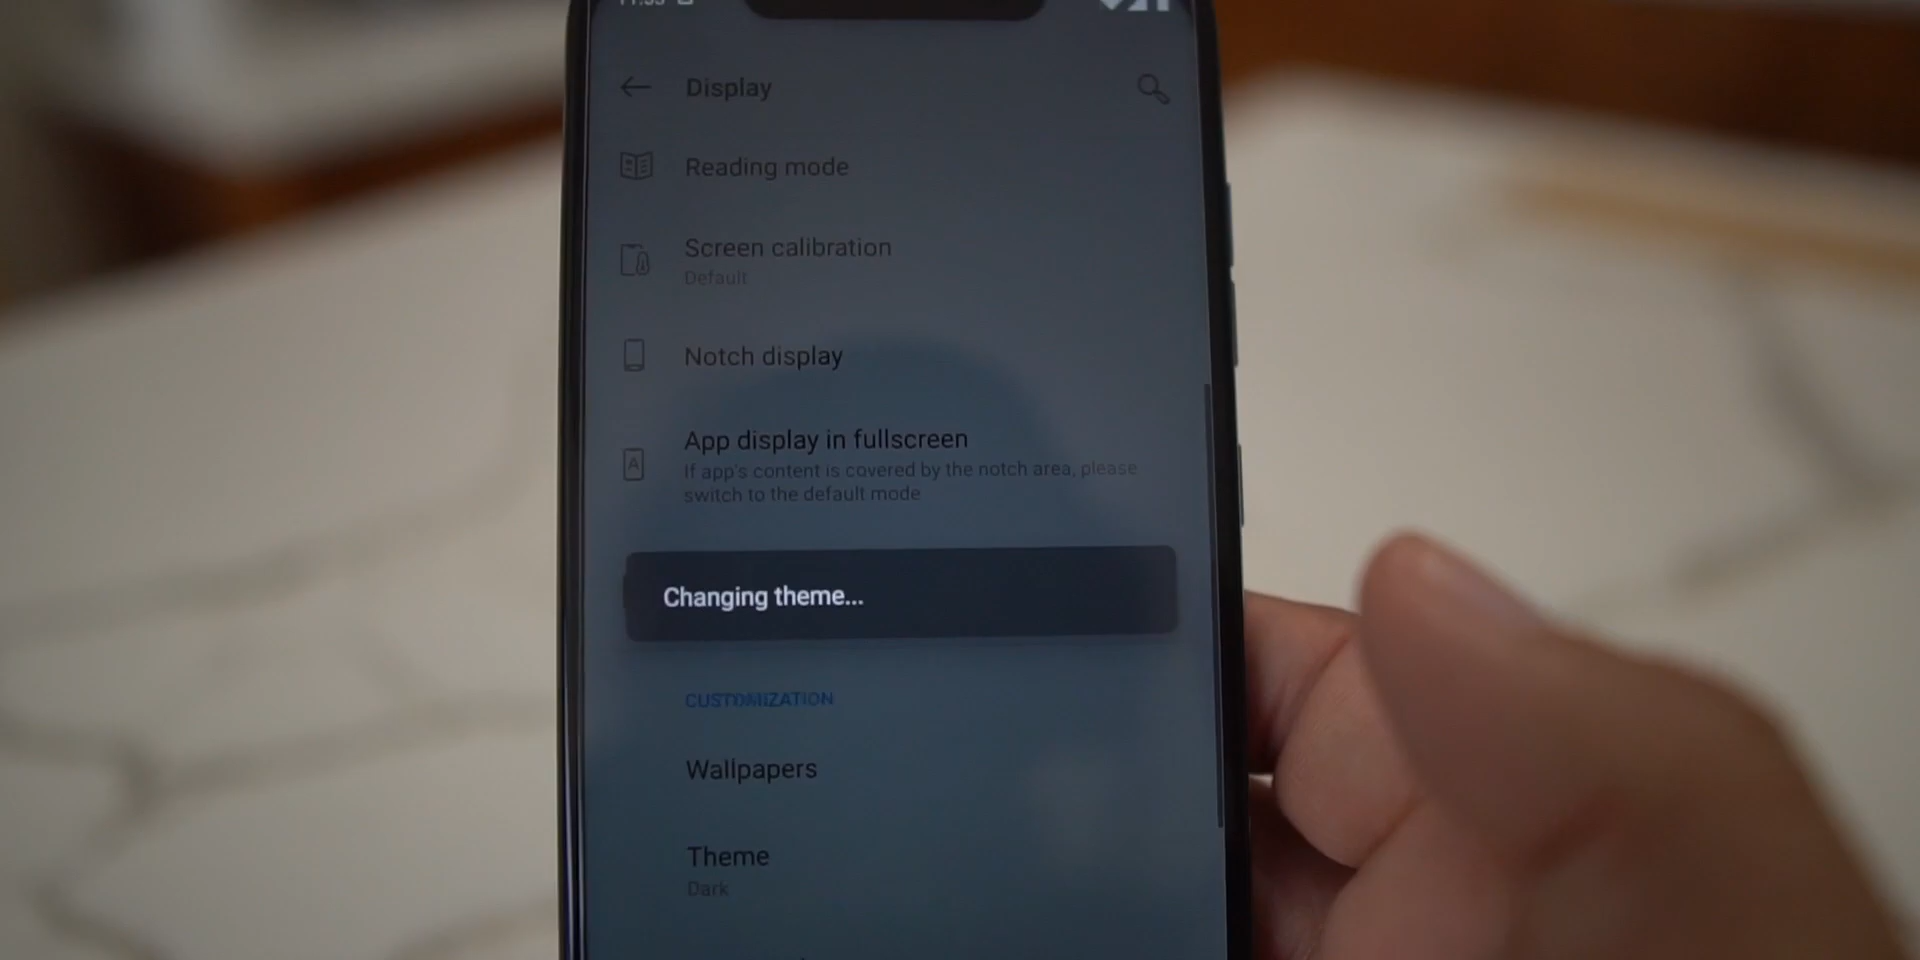 Display
Reading mode
Screen calibration
Default
Notch display
App display in fullscreen
If app's content is covered by the notch area, please
switch to the default mode
Changing theme...
CUSTOMIZATION
Wallpapers
Theme
Dark